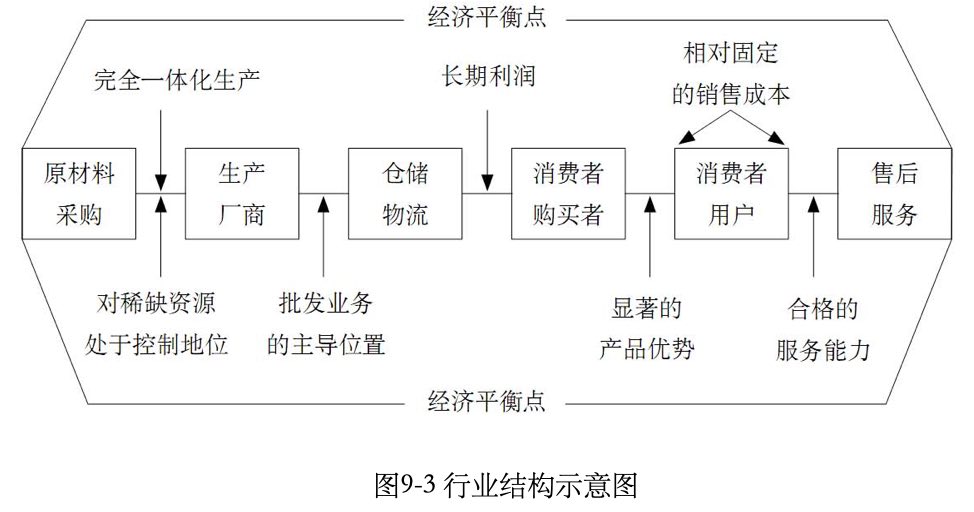 经济平衡点
完全一体化生产
长期利润
相对固定
的销售成本
原材料
采购
生产
厂商
仓储
物流
消费者
购买者
消费者
用户
售后
服务
对稀缺资源
处于控制地位
批发业务
的主导位置
显著的
产品优势
合格的
服务能力
经济平衡点
图9-3 行业结构示意图